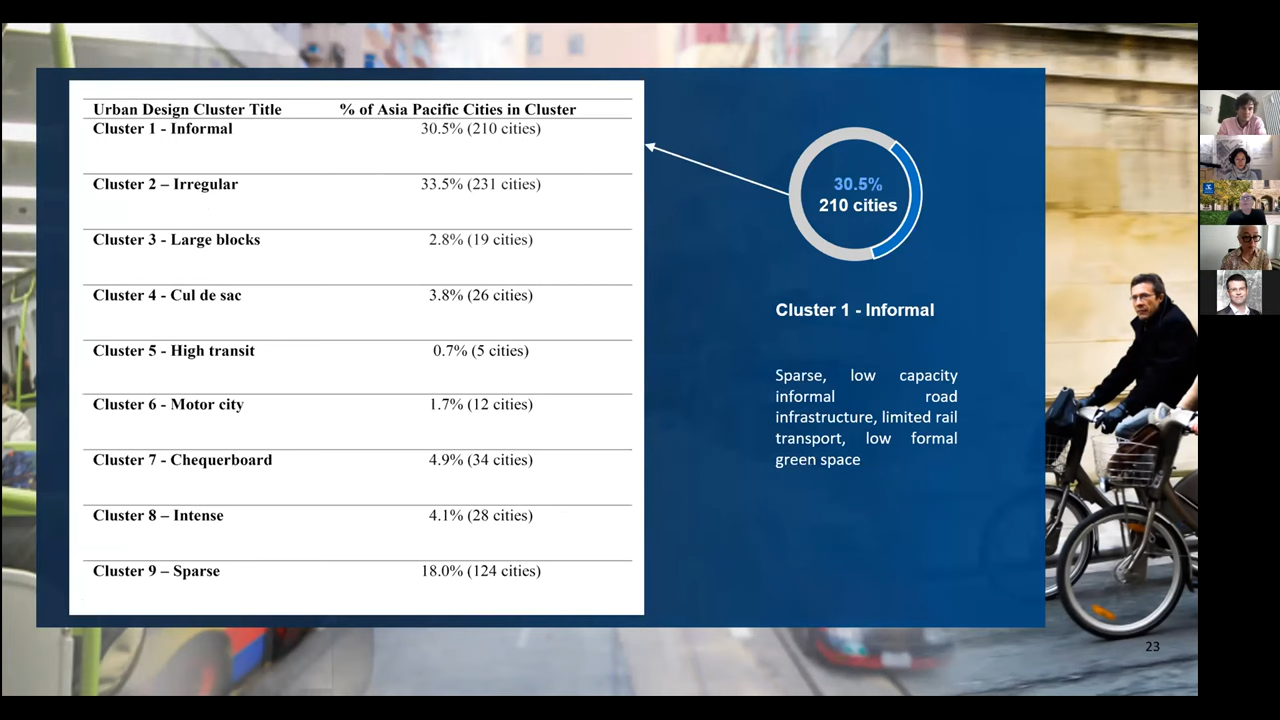 Urban Design Cluster Title % of Asia Pacific Cities in Cluster
Cluster 1 - Informal 30.5% (210 cities)
Cluster 2 – Irregular 33.5% (231 cities)
Cluster 3 - Large blocks 2.8% (19 cities)
Cluster 4 - Cul de sac 3.8% (26 cities)
Cluster 5 - High transit 0.7% (5 cities)
Cluster 6 - Motor city 1.7% (12 cities)
Cluster 7 - Chequerboard 4.9% (34 cities)
Cluster 8 – Intense 4.1% (28 cities)
Cluster 9 – Sparse 18.0% (124 cities)
30.5%
210 cities
Cluster 1 - Informal
Sparse, low capacity
informal road
infrastructure, limited rail
transport, low formal
green space
23